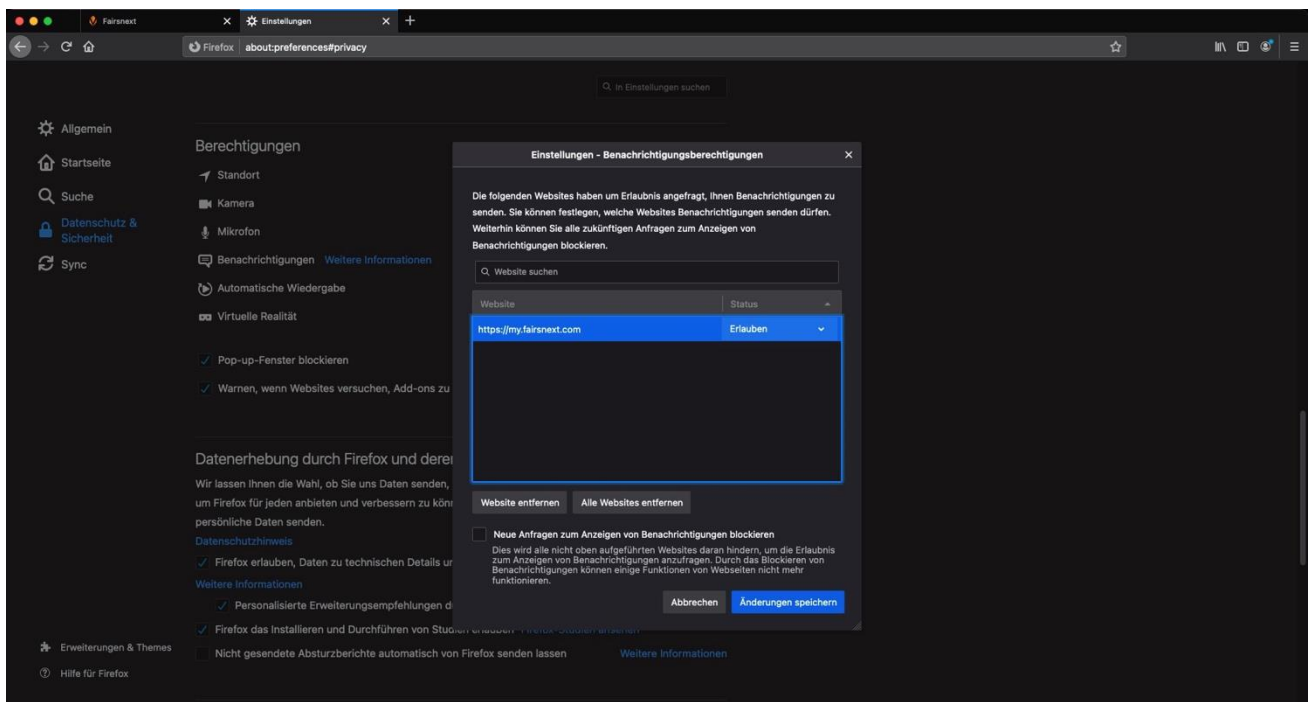 Fairsnext
Einstellungen
Firefox about:preferences#privacy
In Einstellungen suchen
Allgemein
Startseite
Suche
Datenschutz &
Sicherheit
Sync
Erweiterungen & Themes
Hilfe für Firefox
Berechtigungen
Standort
Kamera
Mikrofon
Benachrichtigungen Weitere Informationen
Automatische Wiedergabe
Virtuelle Realität
Pop-up-Fenster blockieren
Warnen, wenn Websites versuchen, Add-ons zu
Datenerhebung durch Firefox und deren
Wir lassen Ihnen die Wahl, ob Sie uns Daten senden,
um Firefox für jeden anbieten und verbessern zu
persönliche Daten senden.
Datenschutzhinweis
Firefox erlauben, Daten zu technischen Details
Weitere Informationen
Personalisierte Erweiterungsempfehlungen
Firefox das Installieren und Durchführen von Studien erlauben Firefox-Studien ansehen
Nicht gesendete Absturzberichte automatisch von Firefox senden lassen Weitere Informationen
Einstellungen - Benachrichtigungsberechtigungen
Die folgenden Websites haben um Erlaubnis angefragt, Ihnen Benachrichtigungen zu
senden. Sie können festlegen, welche Websites Benachrichtigungen senden dürfen.
Weiterhin können Sie alle zukünftigen Anfragen zum Anzeigen von
Benachrichtigungen blockieren.
Website suchen
Website Status
https://my.fairsnext.com Erlauben
Website entfernen Alle Websites entfernen
Neue Anfragen zum Anzeigen von Benachrichtigungen blockieren
Dies wird alle nicht oben aufgeführten Websites daran hindern, um die Erlaubnis
zum Anzeigen von Benachrichtigungen anzufragen. Durch das Blockieren von
Benachrichtigungen können einige Funktionen von Webseiten nicht mehr
funktionieren.
Abbrechen Änderungen speichern